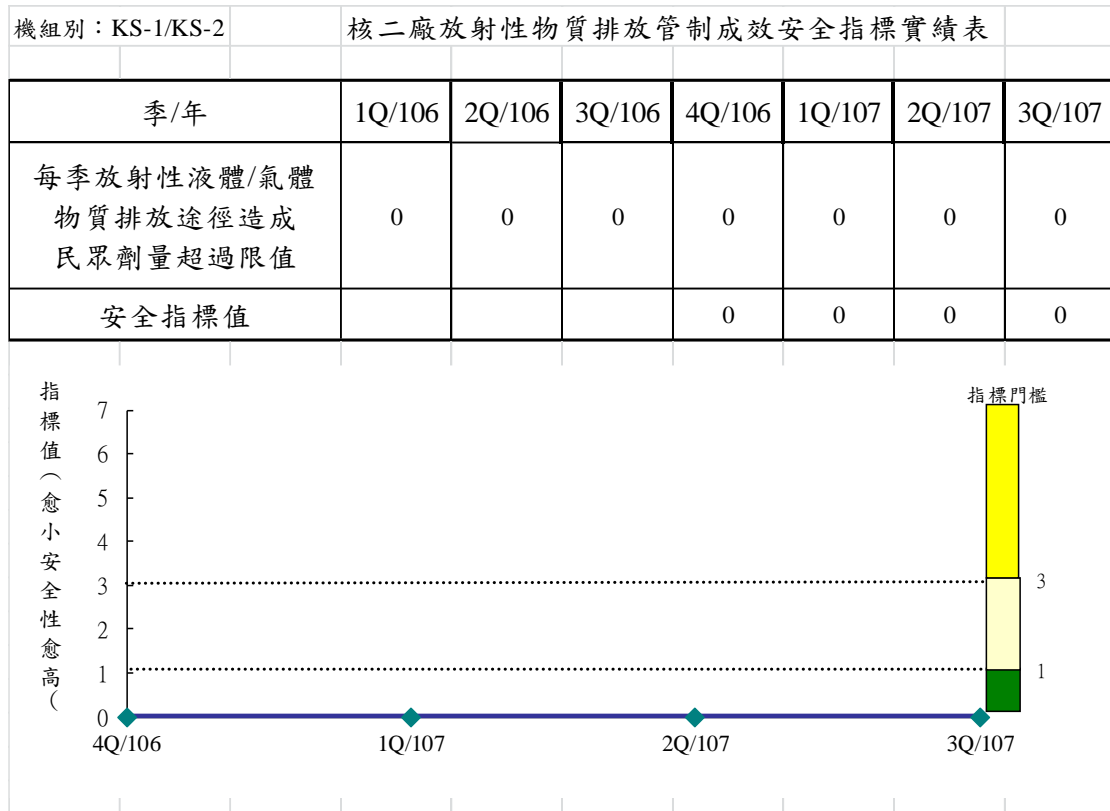 機組別：KS-1/KS-2 核二廠放射性物質排放管制成效安全指標實績表
季/年 1Q/106 2Q/106 3Q/106 4Q/106 1Q/107 2Q/107 3Q/107
每季放射性液體/氣體
物質排放途徑造成
民眾劑量超過限值
0 0 0 0 0 0 0
安全指標值 0 0 0 0
指標值（愈小安全性愈高（
指標門檻
7
6
5
4
3
2
1
0
3
1
4Q/106 1Q/107 2Q/107 3Q/107